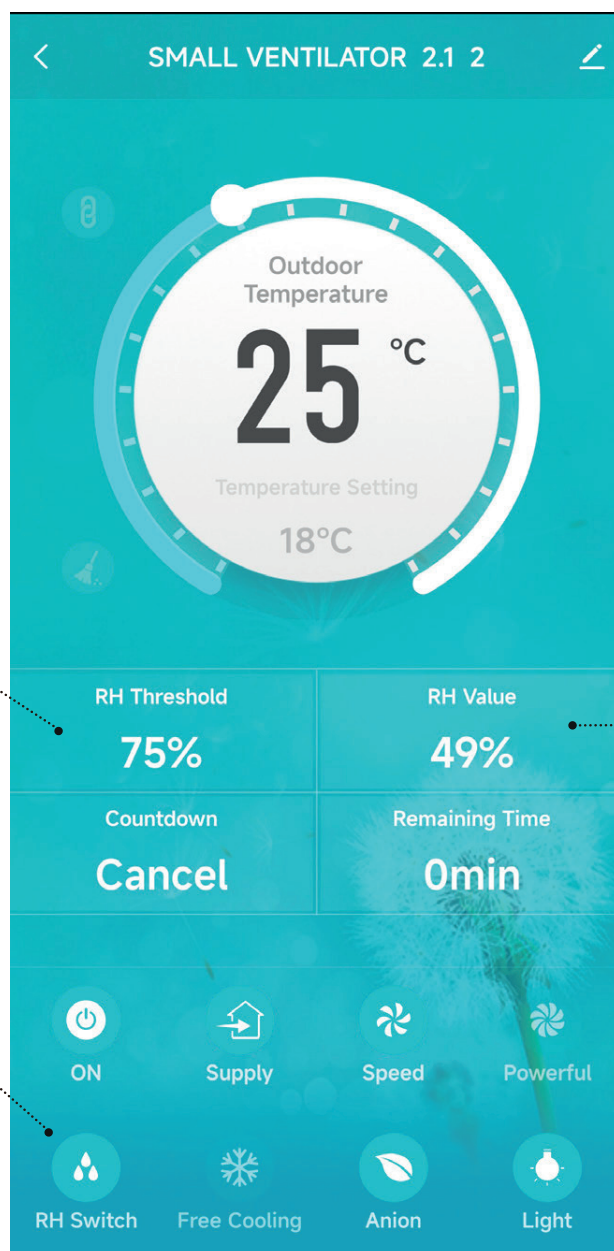 SMALL VENTILATOR 2.1 2
Outdoor
Temperature
25 °C
Temperature Setting
18°C
RH Threshold
RH Value
75%
49%
Countdown
Remaining Time
Cancel
0min
ON
Supply
Speed
Powerful
RH Switch
Free Cooling
Anion
Light